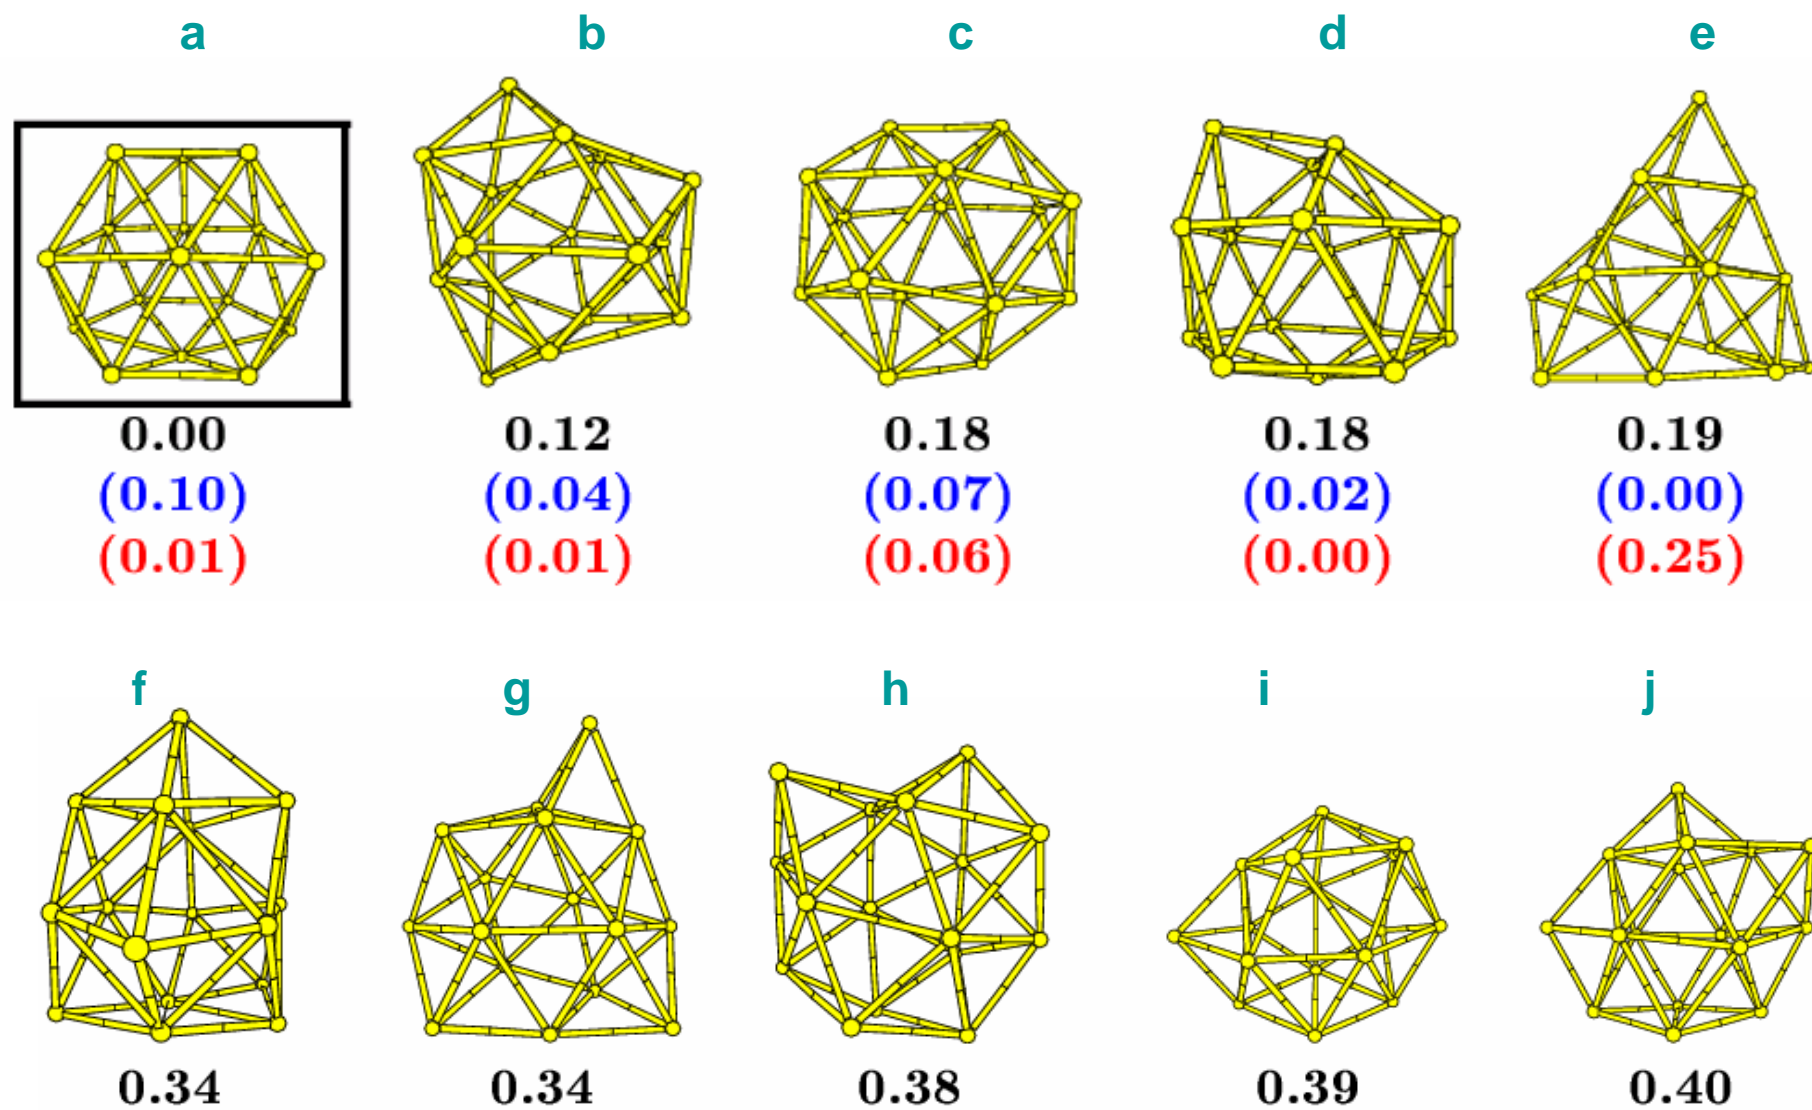 a b c d e
0.00 0.12 0.18 0.18 0.19
(0.10) (0.04) (0.07) (0.02) (0.00)
(0.01) (0.01) (0.06) (0.00) (0.25)
f g h i j
0.34 0.34 0.38 0.39 0.40